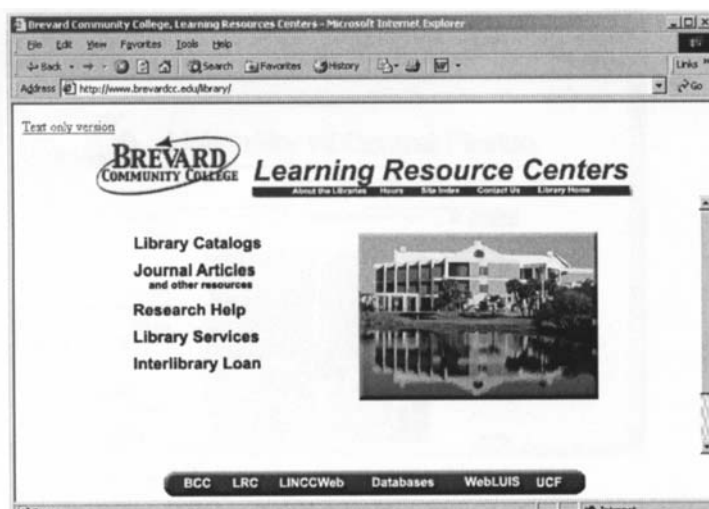 Brevard Community College, Learning Resources Centers - Microsoft Internet Explorer
File Edit View Favorites Tools Help
Back Search Favorites History Links »
Address http://www.brevardcc.edu/library/ Go
Text only version
BREVARD
COMMUNITY COLLEGE
Learning Resource Centers
About the Libraries Hours Site Index Contact Us Library Home
Library Catalogs
Journal Articles
and other resources
Research Help
Library Services
Interlibrary Loan
BCC LRC LINCCWeb Databases WebLUIS UCF
Internet